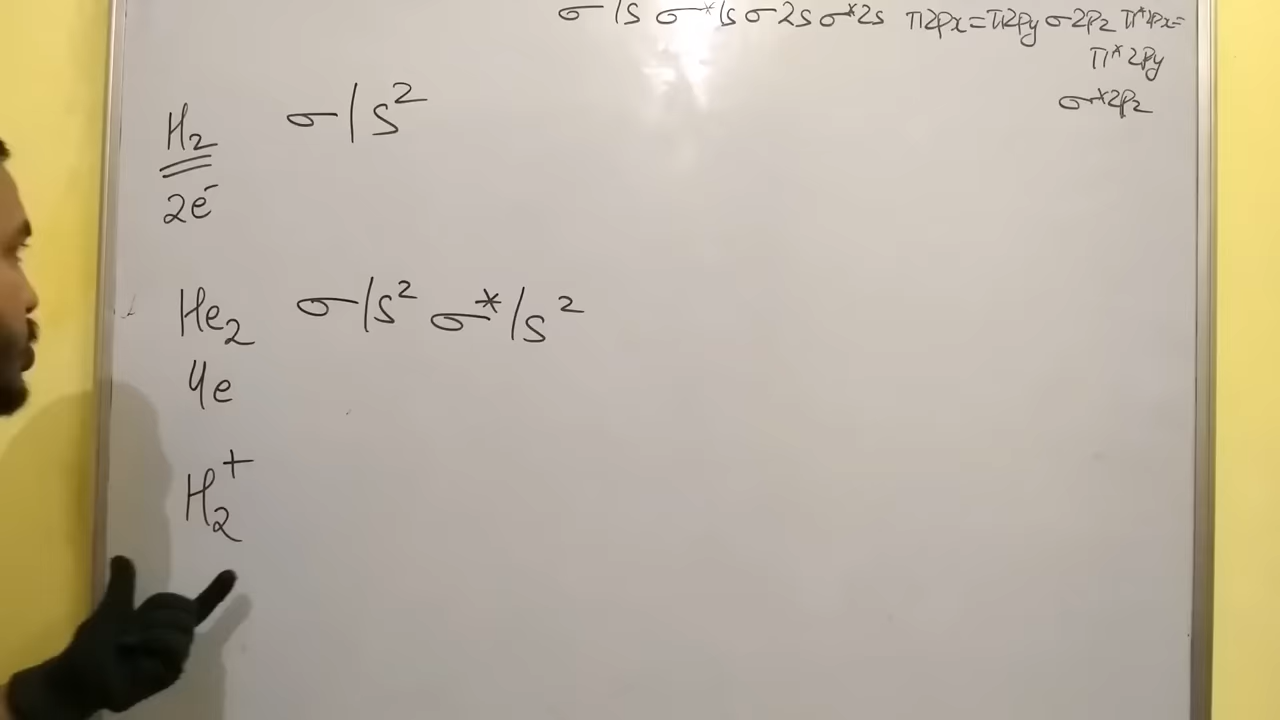 σ1s σ*1s σ2s σ*2s π2Px=π2Py σ2Pz π*2Px=
π*2Py
σ*2Pz
H₂ σ1s²
2e⁻
He₂ σ1s² σ*1s²
4e
H₂⁺